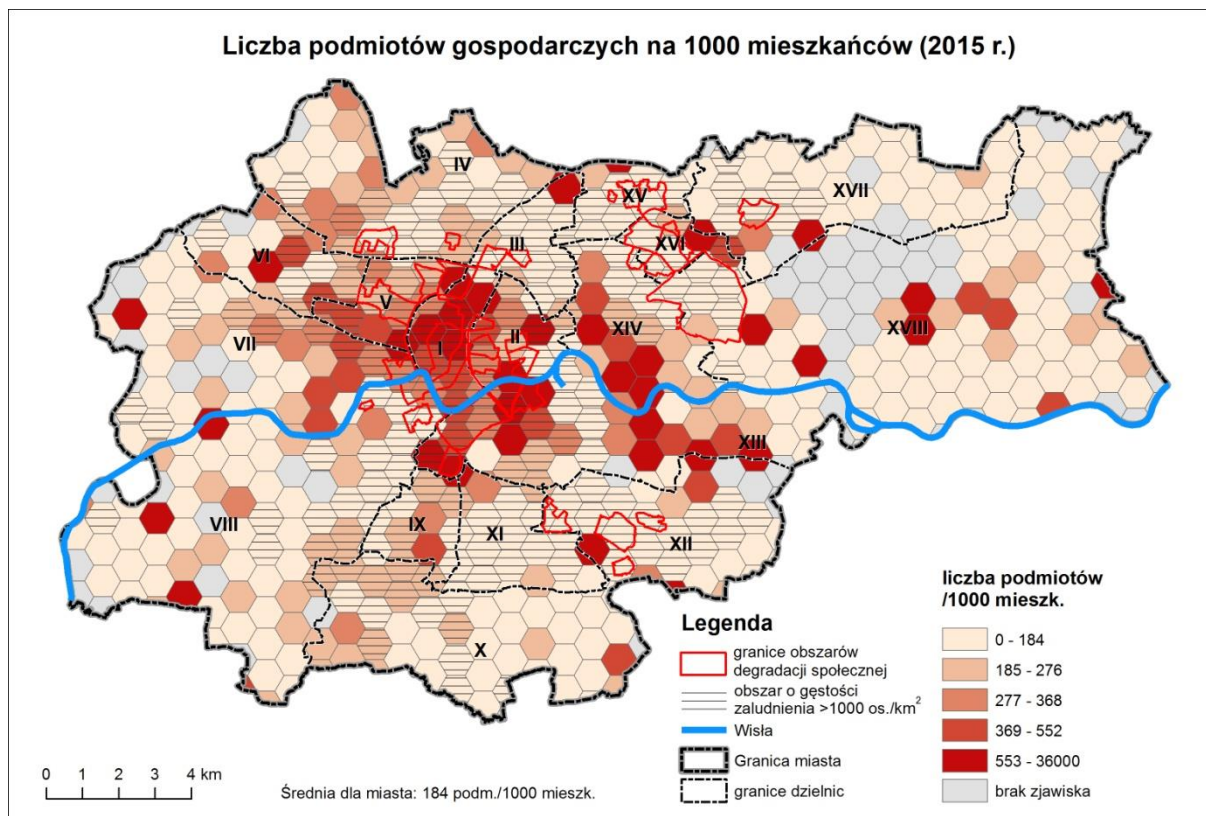 Liczba podmiotów gospodarczych na 1000 mieszkańców (2015 r.)
IV
XVII
XV
III
XVI
VI
V
II
VII
I
XIV
XVIII
XIII
VIII
IX
XI
XII
X
Legenda
granice obszarów
degradacji społecznej
obszar o gęstości
zaludnienia >1000 os./km²
Wisła
Granica miasta
granice dzielnic
liczba podmiotów
/1000 mieszk.
0 - 184
185 - 276
277 - 368
369 - 552
553 - 36000
brak zjawiska
0 1 2 3 4 km
Średnia dla miasta: 184 podm./1000 mieszk.